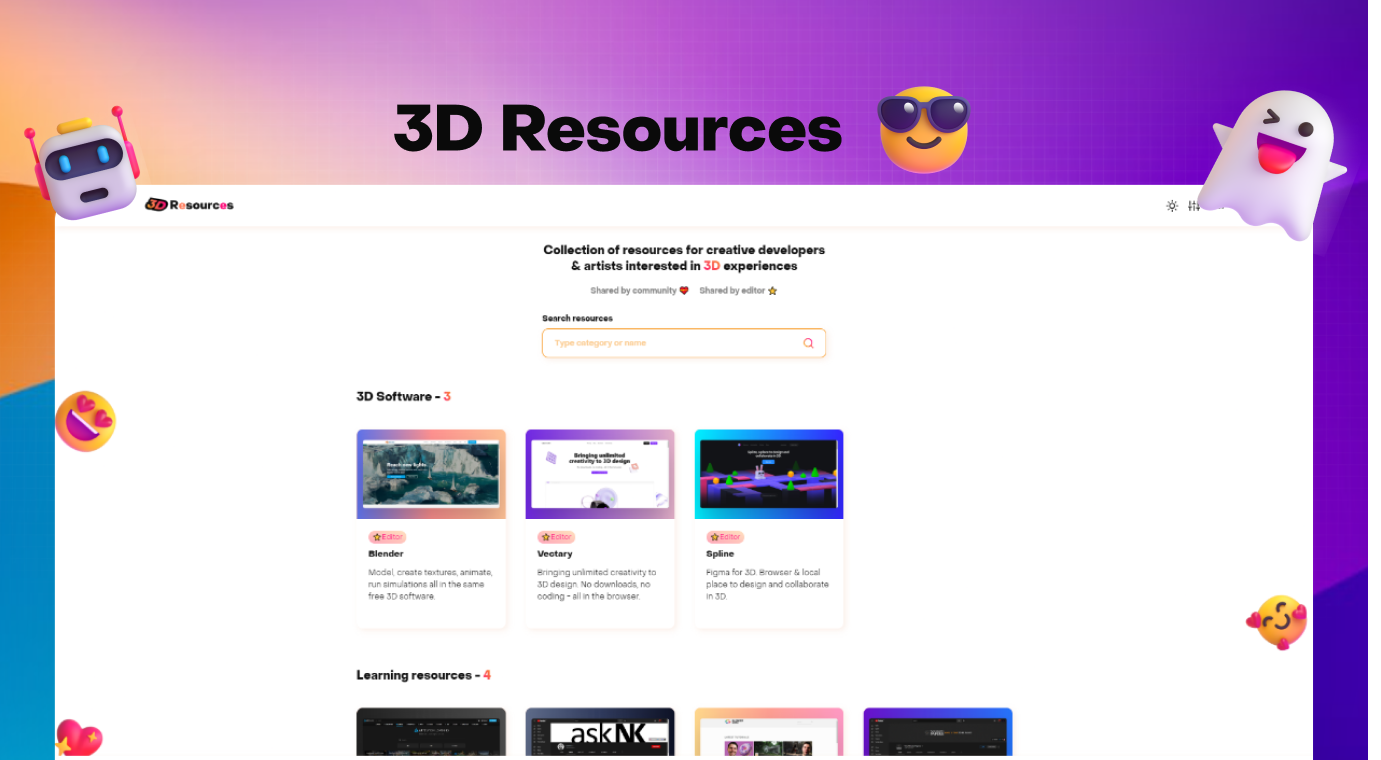 3D Resources
3D Resources
Collection of resources for creative developers
& artists interested in 3D experiences
Shared by community Shared by editor
Search resources
Type category or name
3D Software - 3
Bringing unlimited
creativity to 3D design
Editor
Blender
Model, create textures, animate,
run simulations all in the same
free 3D software.
Editor
Vectary
Bringing unlimited creativity to
3D design. No downloads, no
coding - all in the browser.
Editor
Spline
Figma for 3D. Browser & local
place to design and collaborate
in 3D.
Learning resources - 4
askNK